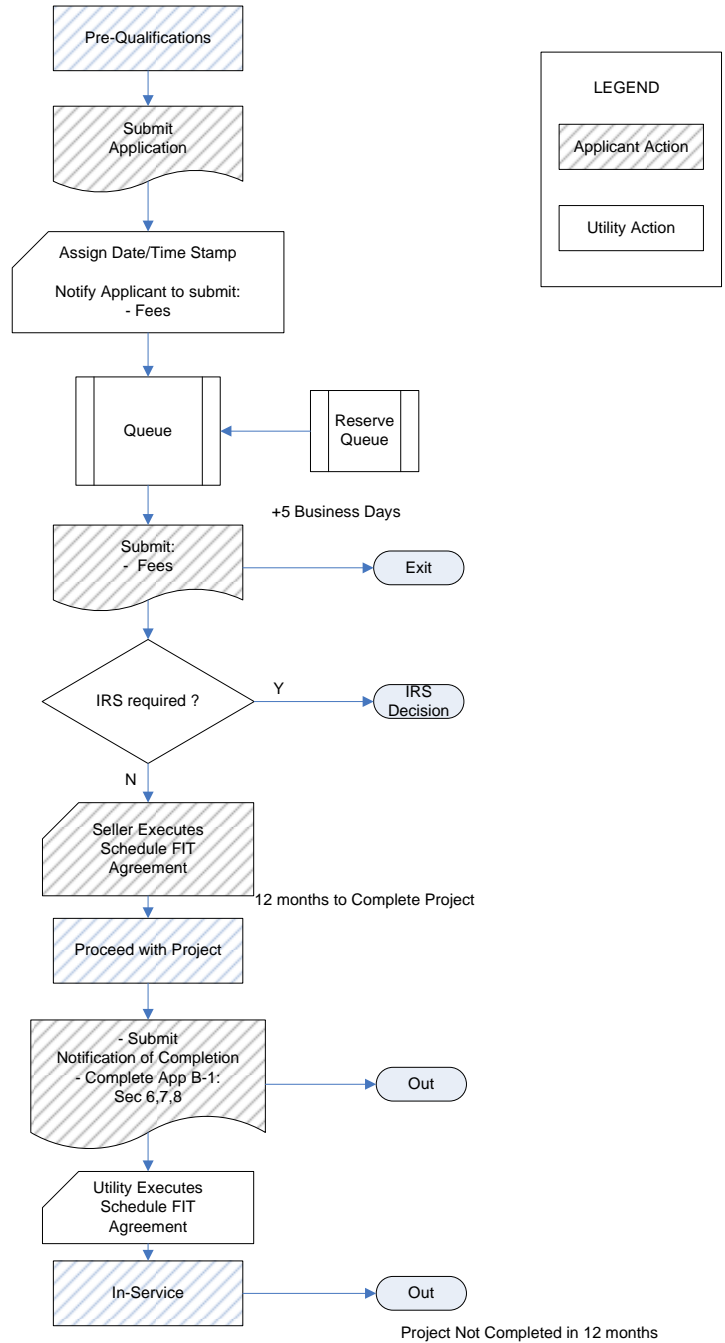 Pre-Qualifications
LEGEND
Applicant Action
Utility Action
Submit
Application
Assign Date/Time Stamp
Notify Applicant to submit:
- Fees
Queue
Reserve
Queue
+5 Business Days
Submit:
- Fees
Exit
IRS required ?
Y
IRS
Decision
N
Seller Executes
Schedule FIT
Agreement
12 months to Complete Project
Proceed with Project
- Submit
Notification of Completion
- Complete App B-1:
Sec 6,7,8
Out
Utility Executes
Schedule FIT
Agreement
In-Service
Out
Project Not Completed in 12 months